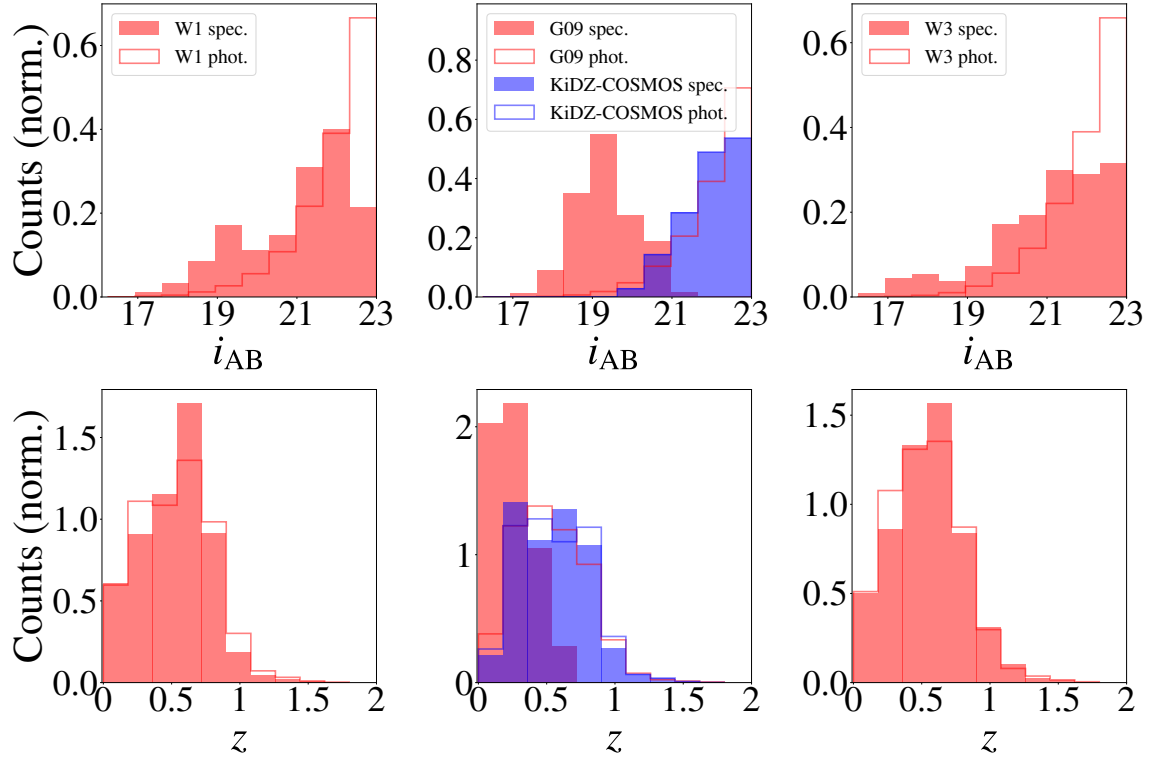 Counts (norm.)
0.6
0.4
0.2
0.0
W1 spec.
W1 phot.
17 19 21 23
i_AB
0.8
0.6
0.4
0.2
0.0
G09 spec.
G09 phot.
KiDZ-COSMOS spec.
KiDZ-COSMOS phot.
17 19 21 23
i_AB
0.6
0.4
0.2
0.0
W3 spec.
W3 phot.
17 19 21 23
i_AB
Counts (norm.)
1.5
1.0
0.5
0.0
0 0.5 1 1.5 2
z
2
1
0
0 0.5 1 1.5 2
z
1.5
1.0
0.5
0.0
0 0.5 1 1.5 2
z